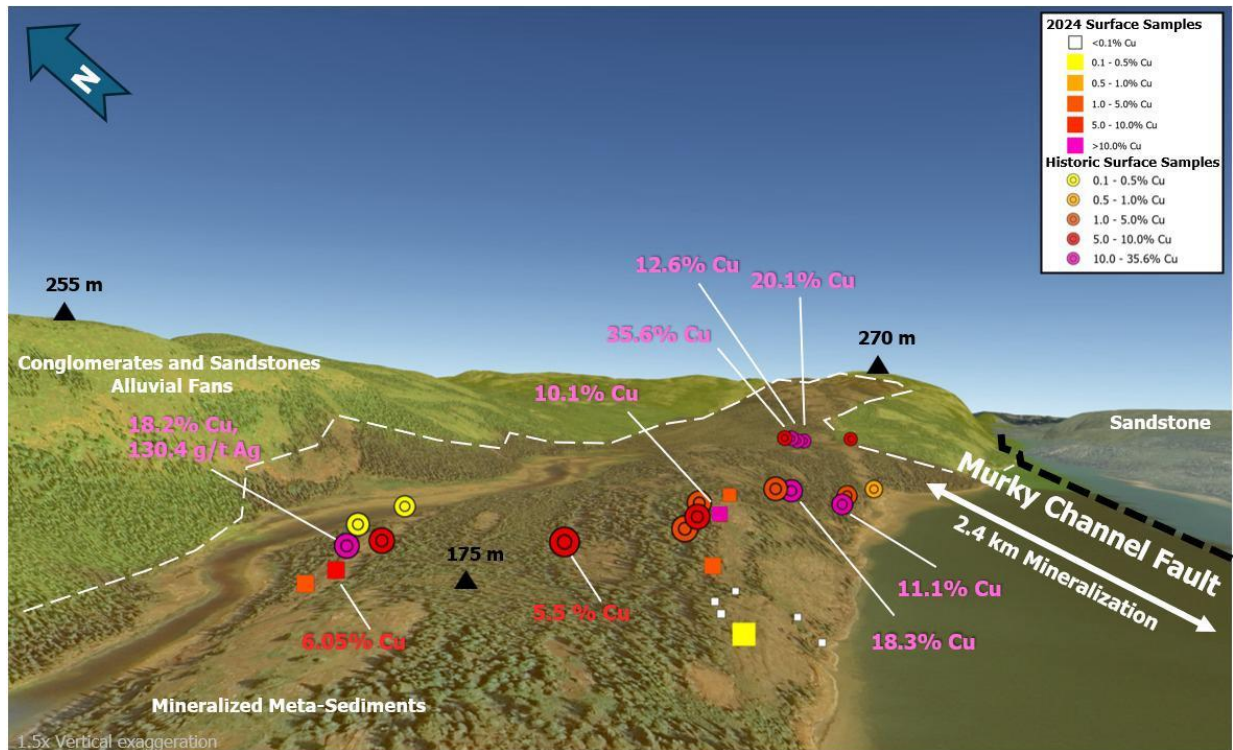 N
2024 Surface Samples
<0.1% Cu
0.1 - 0.5% Cu
0.5 - 1.0% Cu
1.0 - 5.0% Cu
5.0 - 10.0% Cu
>10.0% Cu
Historic Surface Samples
0.1 - 0.5% Cu
0.5 - 1.0% Cu
1.0 - 5.0% Cu
5.0 - 10.0% Cu
10.0 - 35.6% Cu
12.6% Cu
20.1% Cu
255 m
35.6% Cu
270 m
Conglomerates and Sandstones
Alluvial Fans
10.1% Cu
18.2% Cu,
130.4 g/t Ag
Sandstone
Murky Channel Fault
2.4 km Mineralization
175 m
11.1% Cu
5.5 % Cu
6.05% Cu
18.3% Cu
Mineralized Meta-Sediments
1.5x Vertical exaggeration